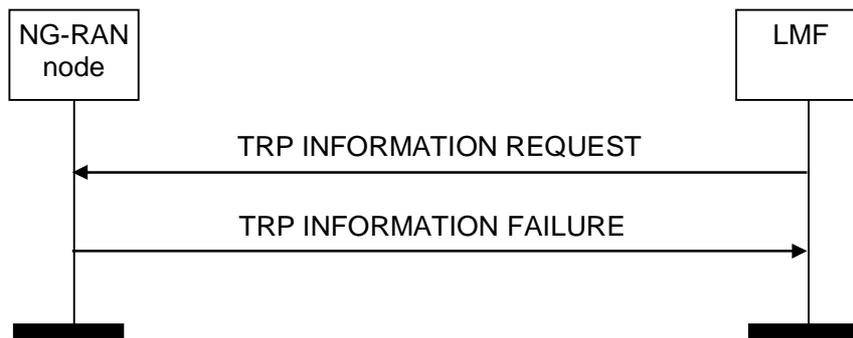 NG-RAN
node
LMF
TRP INFORMATION REQUEST
TRP INFORMATION FAILURE